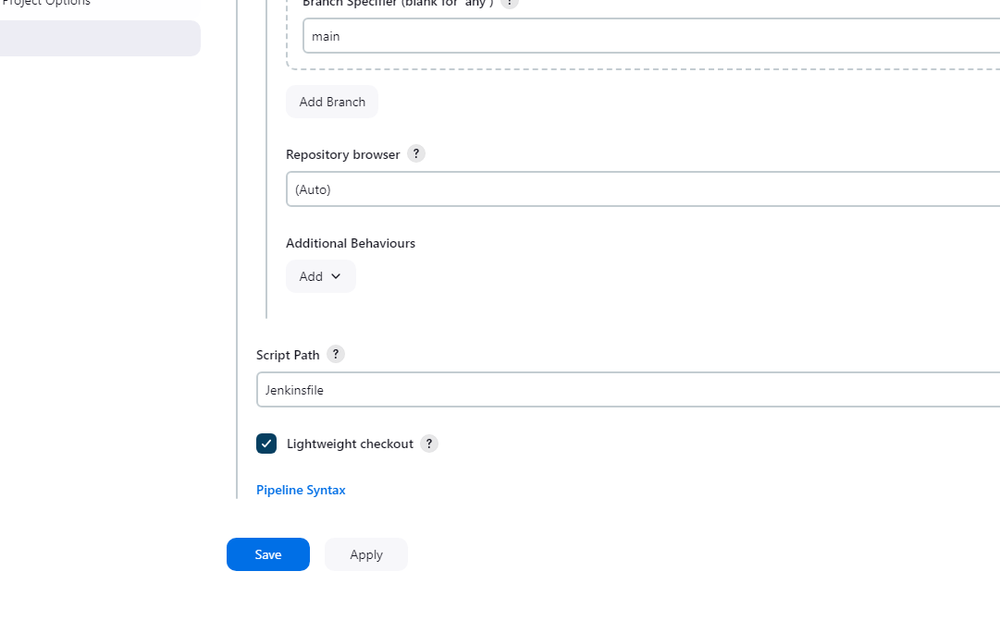 Project Options
Branch Specifier (blank for 'any') ?
main
Add Branch
Repository browser ?
(Auto)
Additional Behaviours
Add
Script Path ?
Jenkinsfile
Lightweight checkout ?
Pipeline Syntax
Save Apply